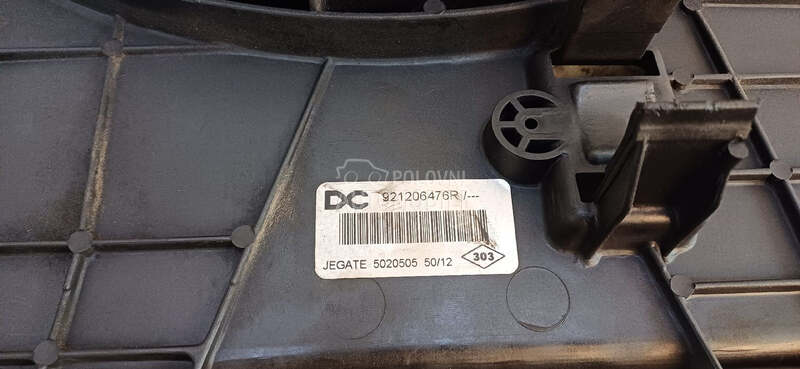 POLOVNI
DC 921206476R /---
JEGATE 5020505 50/12 303